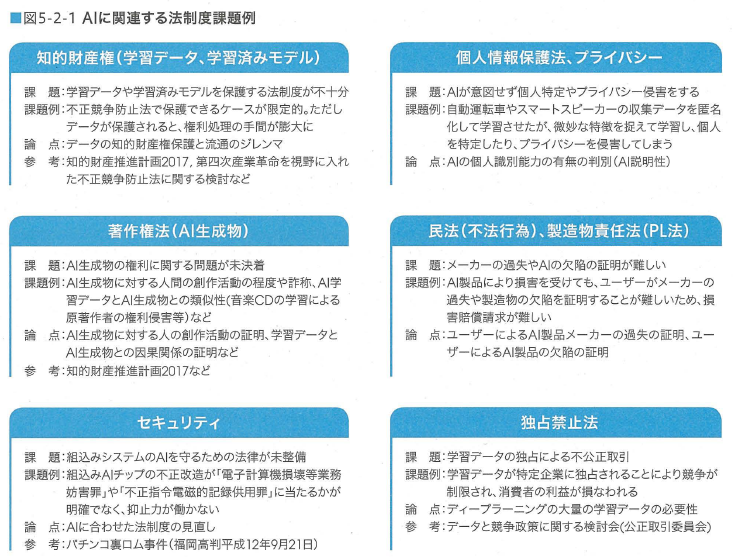 ■図5-2-1 AIに関連する法制度課題例
知的財産権(学習データ、学習済みモデル)
課　題:学習データや学習済みモデルを保護する法制度が不十分
課題例:不正競争防止法で保護できるケースが限定的。ただし
データが保護されると、権利処理の手間が膨大に
論　点:データの知的財産権保護と流通のジレンマ
参　考:知的財産推進計画2017, 第四次産業革命を視野に入れ
た不正競争防止法に関する検討など
個人情報保護法、プライバシー
課　題:AIが意図せず個人特定やプライバシー侵害をする
課題例:自動運転車やスマートスピーカーの収集データを匿名
化して学習させたが、微妙な特徴を捉えて学習し、個人
を特定したり、プライバシーを侵害してしまう
論　点:AIの個人識別能力の有無の判別(AI説明性)
著作権法(AI生成物)
課　題:AI生成物の権利に関する問題が未決着
課題例:AI生成物に対する人間の創作活動の程度や詐称、AI学
習データとAI生成物との類似性(音楽CDの学習による
原著作者の権利侵害等)など
論　点:AI生成物に対する人の創作活動の証明、学習データと
AI生成物との因果関係の証明など
参　考:知的財産推進計画2017など
民法(不法行為)、製造物責任法(PL法)
課　題:メーカーの過失やAIの欠陥の証明が難しい
課題例:AI製品により損害を受けても、ユーザーがメーカーの
過失や製造物の欠陥を証明することが難しいため、損
害賠償請求が難しい
論　点:ユーザーによるAI製品メーカーの過失の証明、ユー
ザーによるAI製品の欠陥の証明
セキュリティ
課　題:組込みシステムのAIを守るための法律が未整備
課題例:組込みAIチップの不正改造が「電子計算機損壊等業務
妨害罪」や「不正指令電磁的記録供用罪」に当たるかが
明確でなく、抑止力が働かない
論　点:AIに合わせた法制度の見直し
参　考:パチンコ裏ロム事件(福岡高判平成12年9月21日)
独占禁止法
課　題:学習データの独占による不公正取引
課題例:学習データが特定企業に独占されることにより競争が
制限され、消費者の利益が損なわれる
論　点:ディープラーニングの大量の学習データの必要性
参　考:データと競争政策に関する検討会(公正取引委員会)